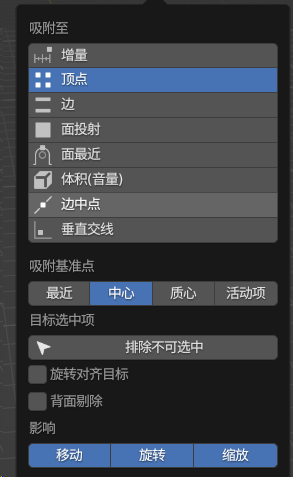 吸附至
增量
顶点
边
面投射
面最近
体积(音量)
边中点
垂直交线
吸附基准点
最近 中心 质心 活动项
目标选中项
排除不可选中
旋转对齐目标
背面剔除
影响
移动 旋转 缩放